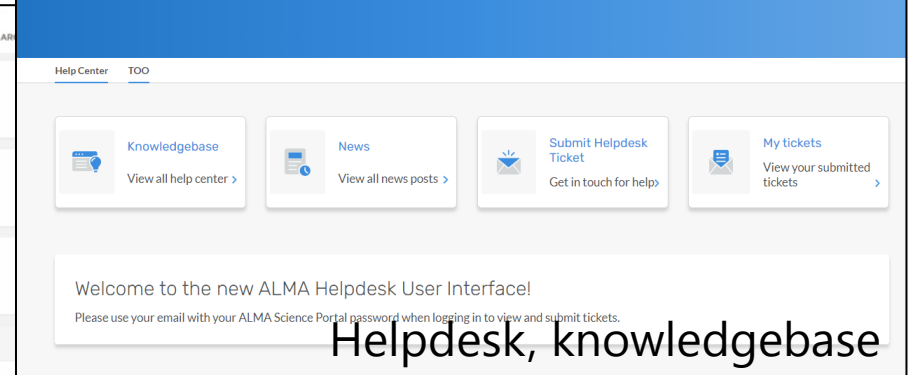 Help Center TOO
Knowledgebase
View all help center >
News
View all news posts >
Submit Helpdesk
Ticket
Get in touch for help>
My tickets
View your submitted
tickets >
Welcome to the new ALMA Helpdesk User Interface!
Please use your email with your ALMA Science Portal password when logging in to view and submit tickets.
Helpdesk, knowledgebase